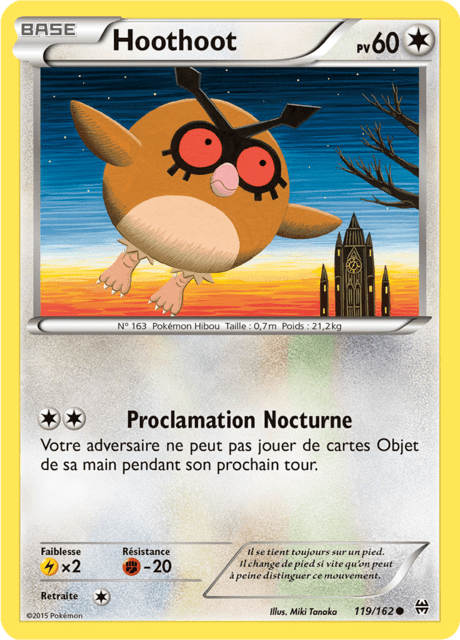 BASE
Hoothoot
PV60
N° 163 Pokémon Hibou Taille : 0,7m Poids : 21,2kg
Proclamation Nocturne
Votre adversaire ne peut pas jouer de cartes Objet
de sa main pendant son prochain tour.
Faiblesse
×2
Résistance
-20
Retraite
Il se tient toujours sur un pied.
Il change de pied si vite qu'on peut
à peine distinguer ce mouvement.
©2015 Pokémon
Illus. Miki Tanaka
119/162